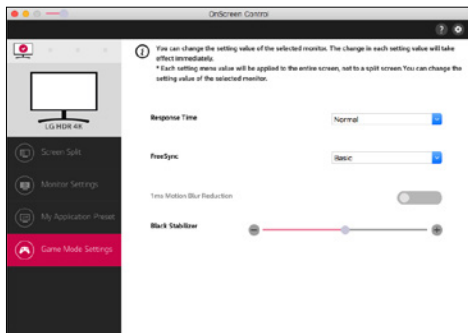 OnScreen Control
?
You can change the setting value of the selected monitor. The change in each setting value will take
effect immediately.
* Each setting menu value will be applied to the entire screen, not to a split screen.You can change the
setting value of the selected monitor.
LG HDR 4K
Screen Split
Monitor Settings
My Application Preset
Game Mode Settings
Response Time
Normal
FreeSync
Basic
1ms Motion Blur Reduction
Black Stabilizer